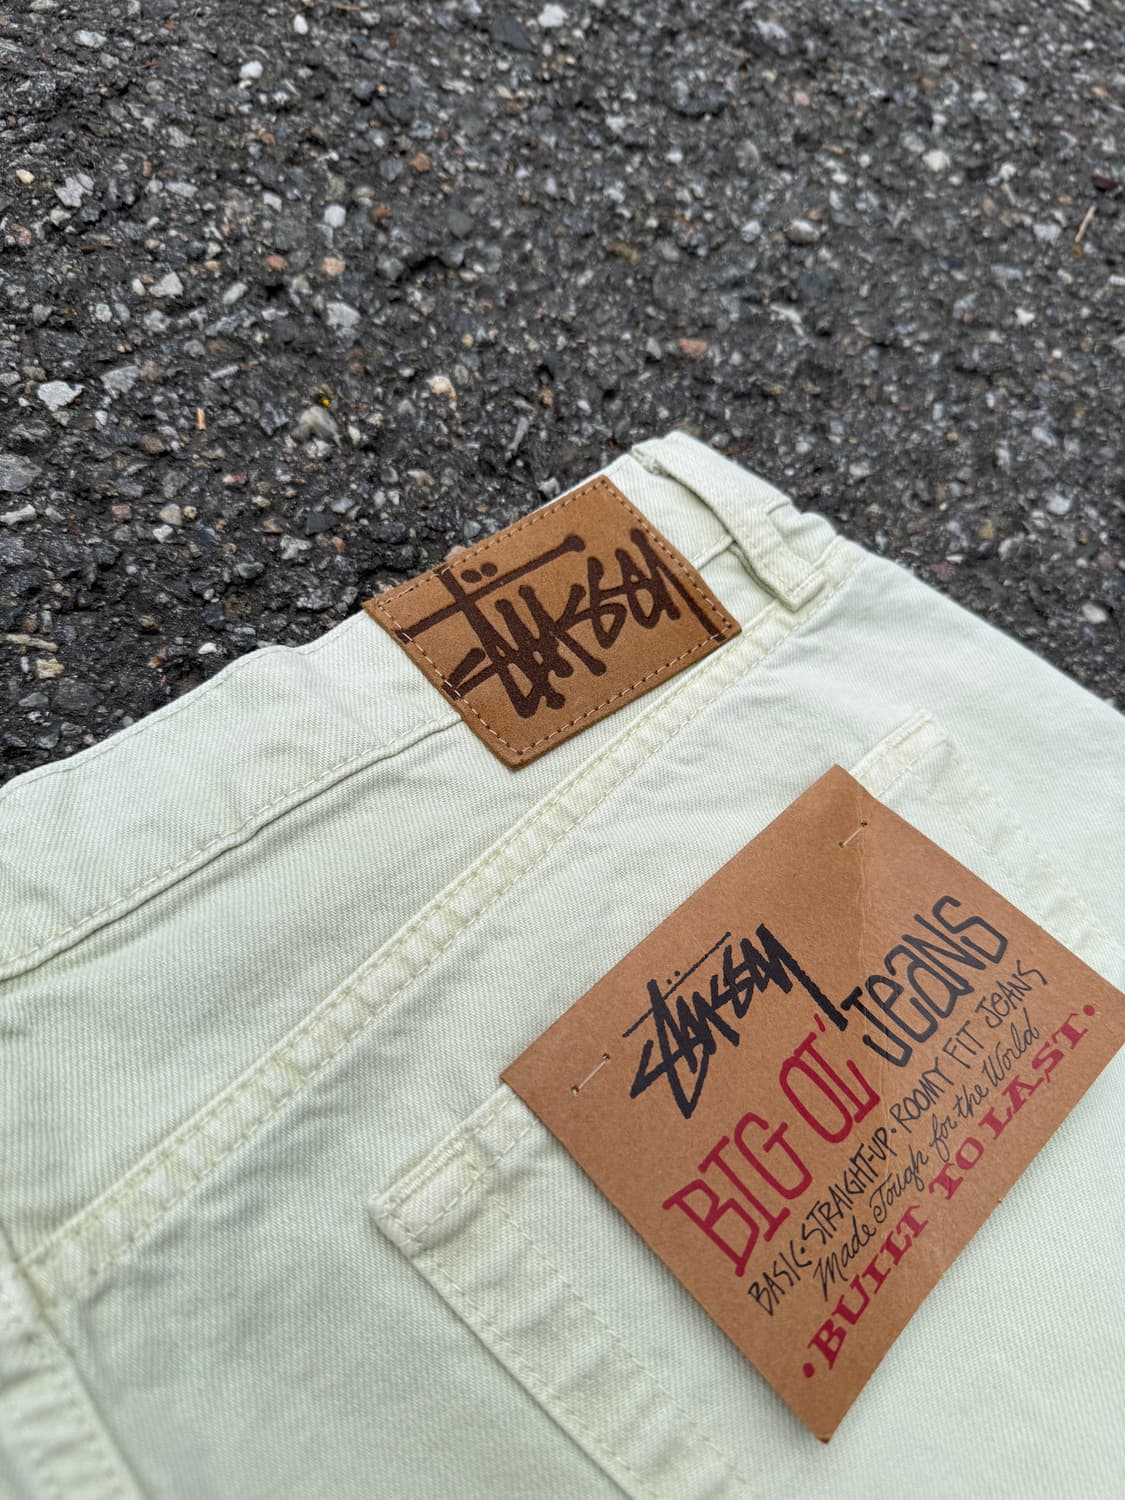 Stüssy
Stüssy
BIG OL' JEANS
BASIC·STRAIGHT-UP·ROOMY FIT JEANS
Made Tough for the World
·BUILT TO LAST·